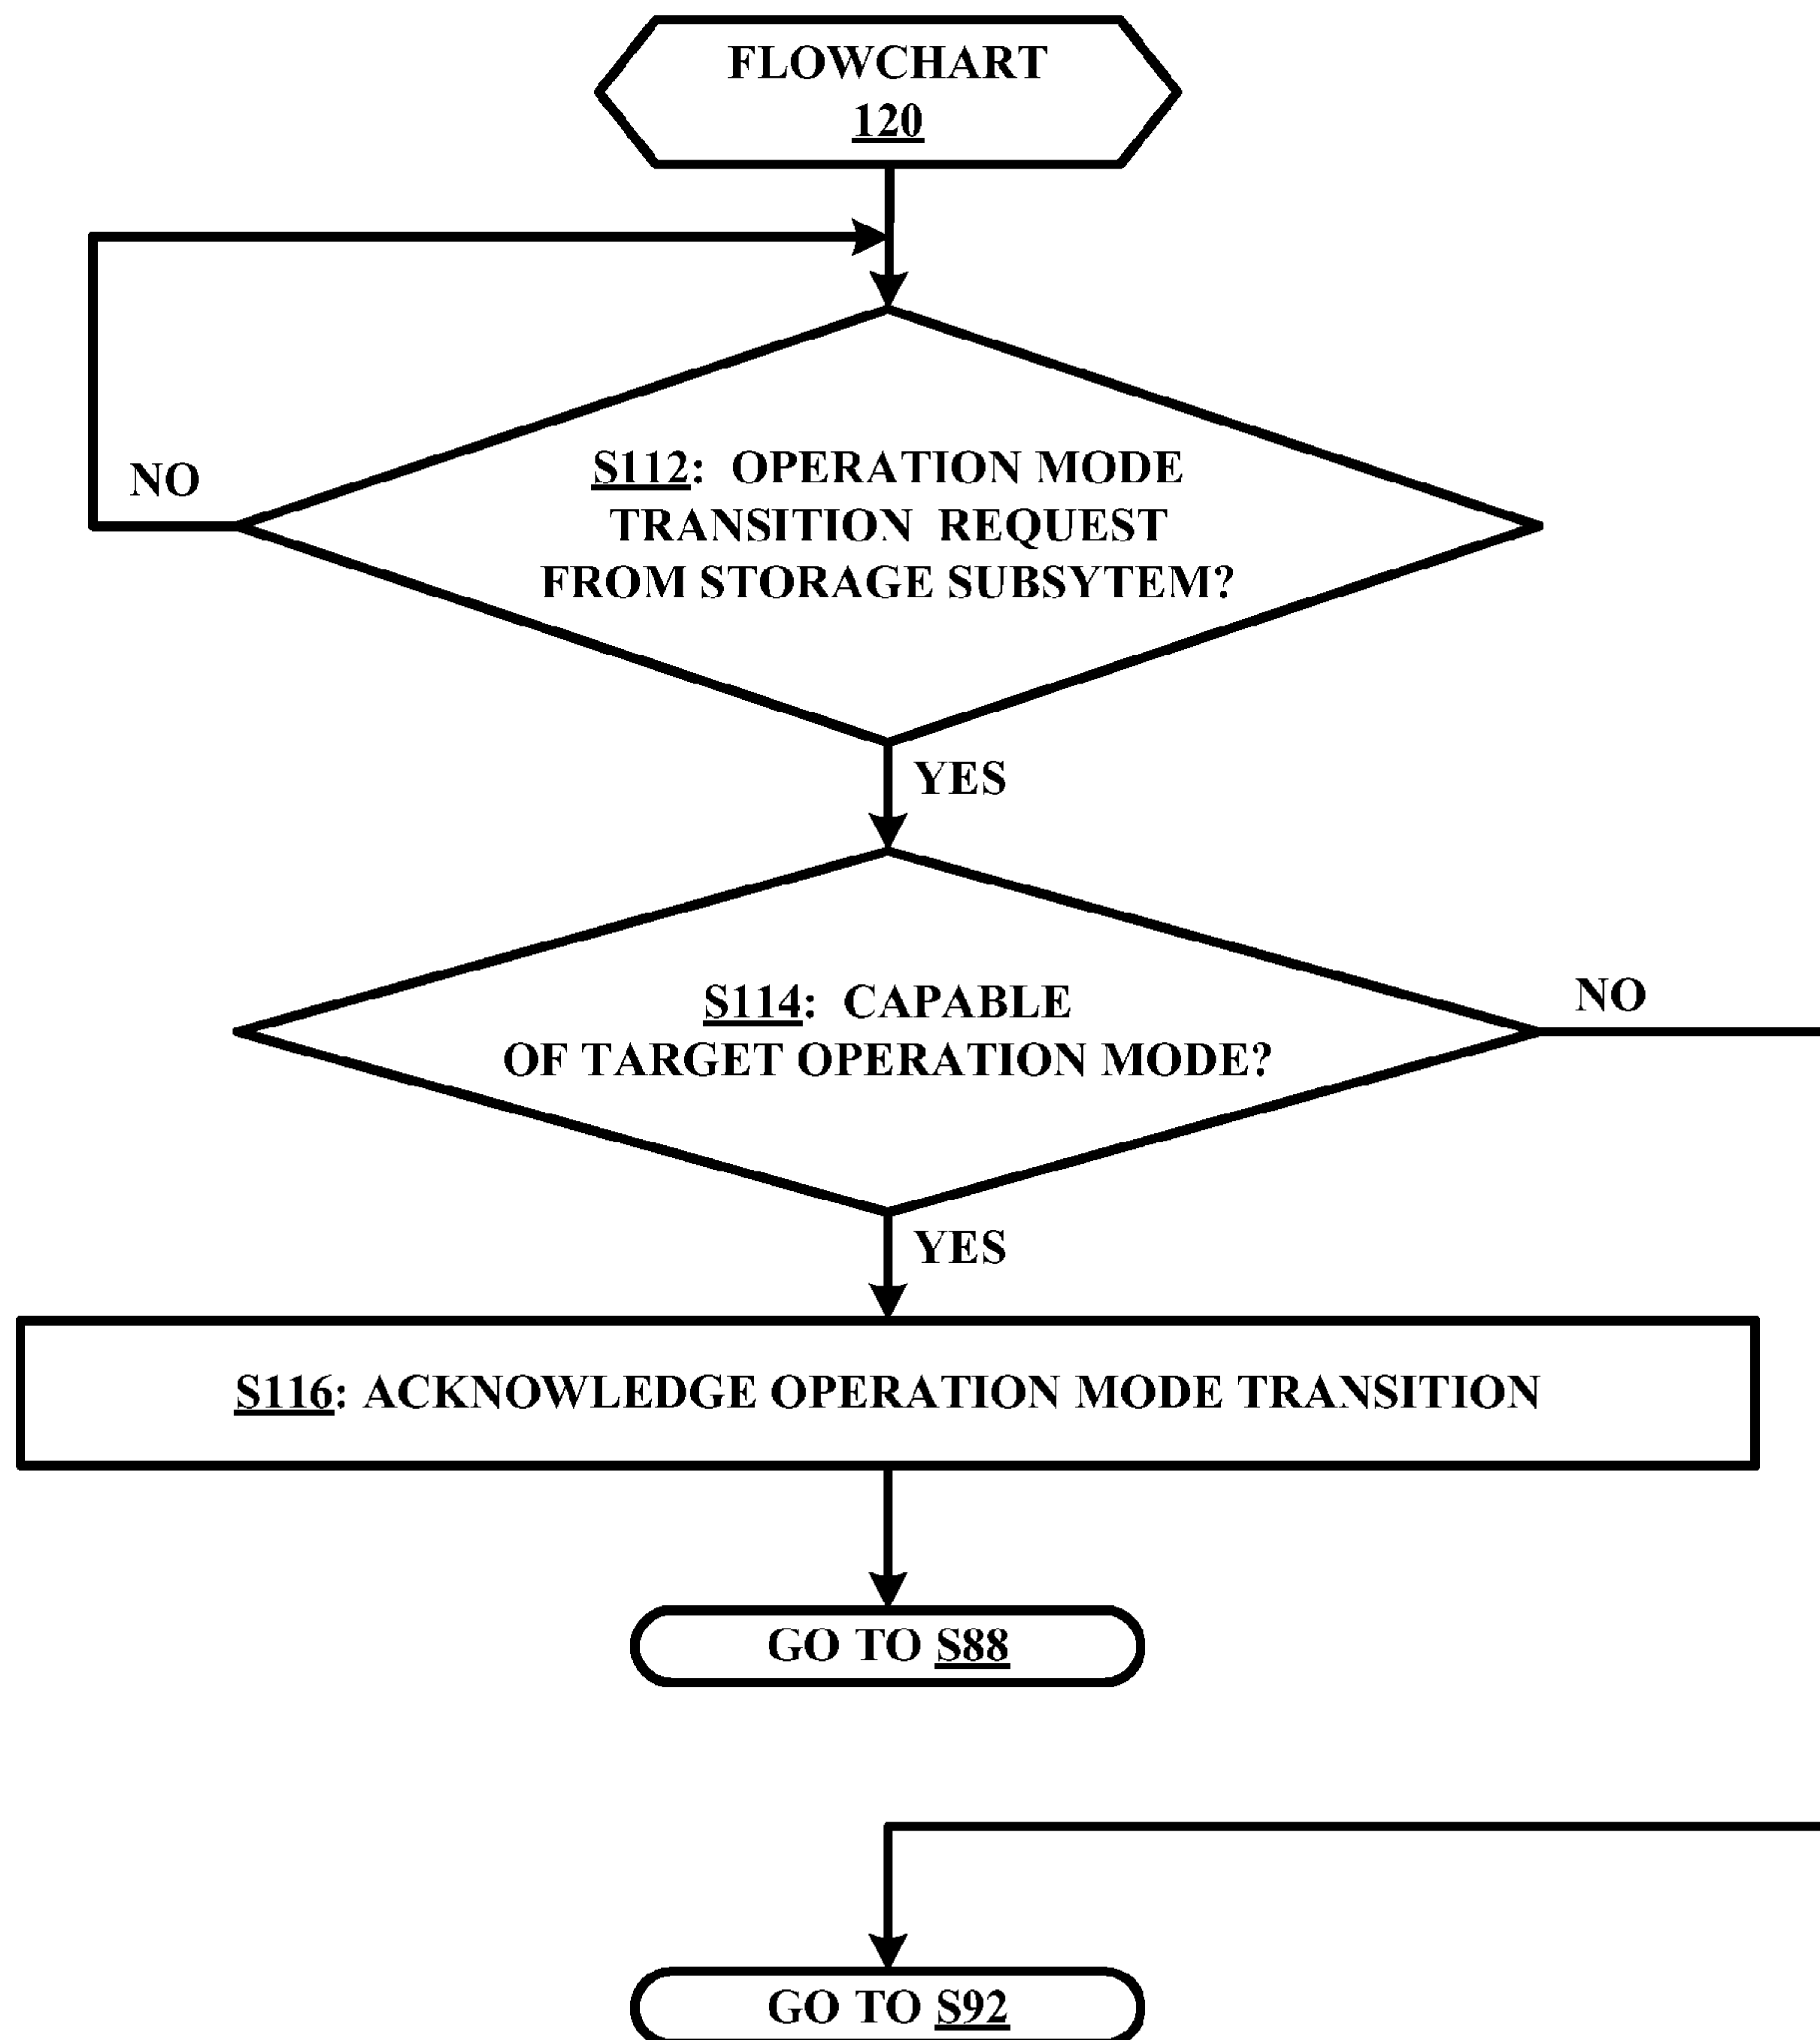 FLOWCHART
120
S112: OPERATION MODE
TRANSITION REQUEST
FROM STORAGE SUBSYTEM?
NO
YES
S114: CAPABLE
OF TARGET OPERATION MODE?
NO
YES
S116: ACKNOWLEDGE OPERATION MODE TRANSITION
GO TO S88
GO TO S92